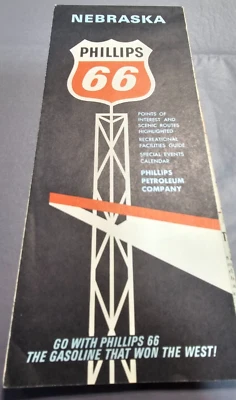 NEBRASKA
PHILLIPS
66
POINTS OF
INTEREST AND
SCENIC ROUTES
HIGHLIGHTED
RECREATIONAL
FACILITIES GUIDE
SPECIAL EVENTS
CALENDAR
PHILLIPS
PETROLEUM
COMPANY
GO WITH PHILLIPS 66
THE GASOLINE THAT WON THE WEST!